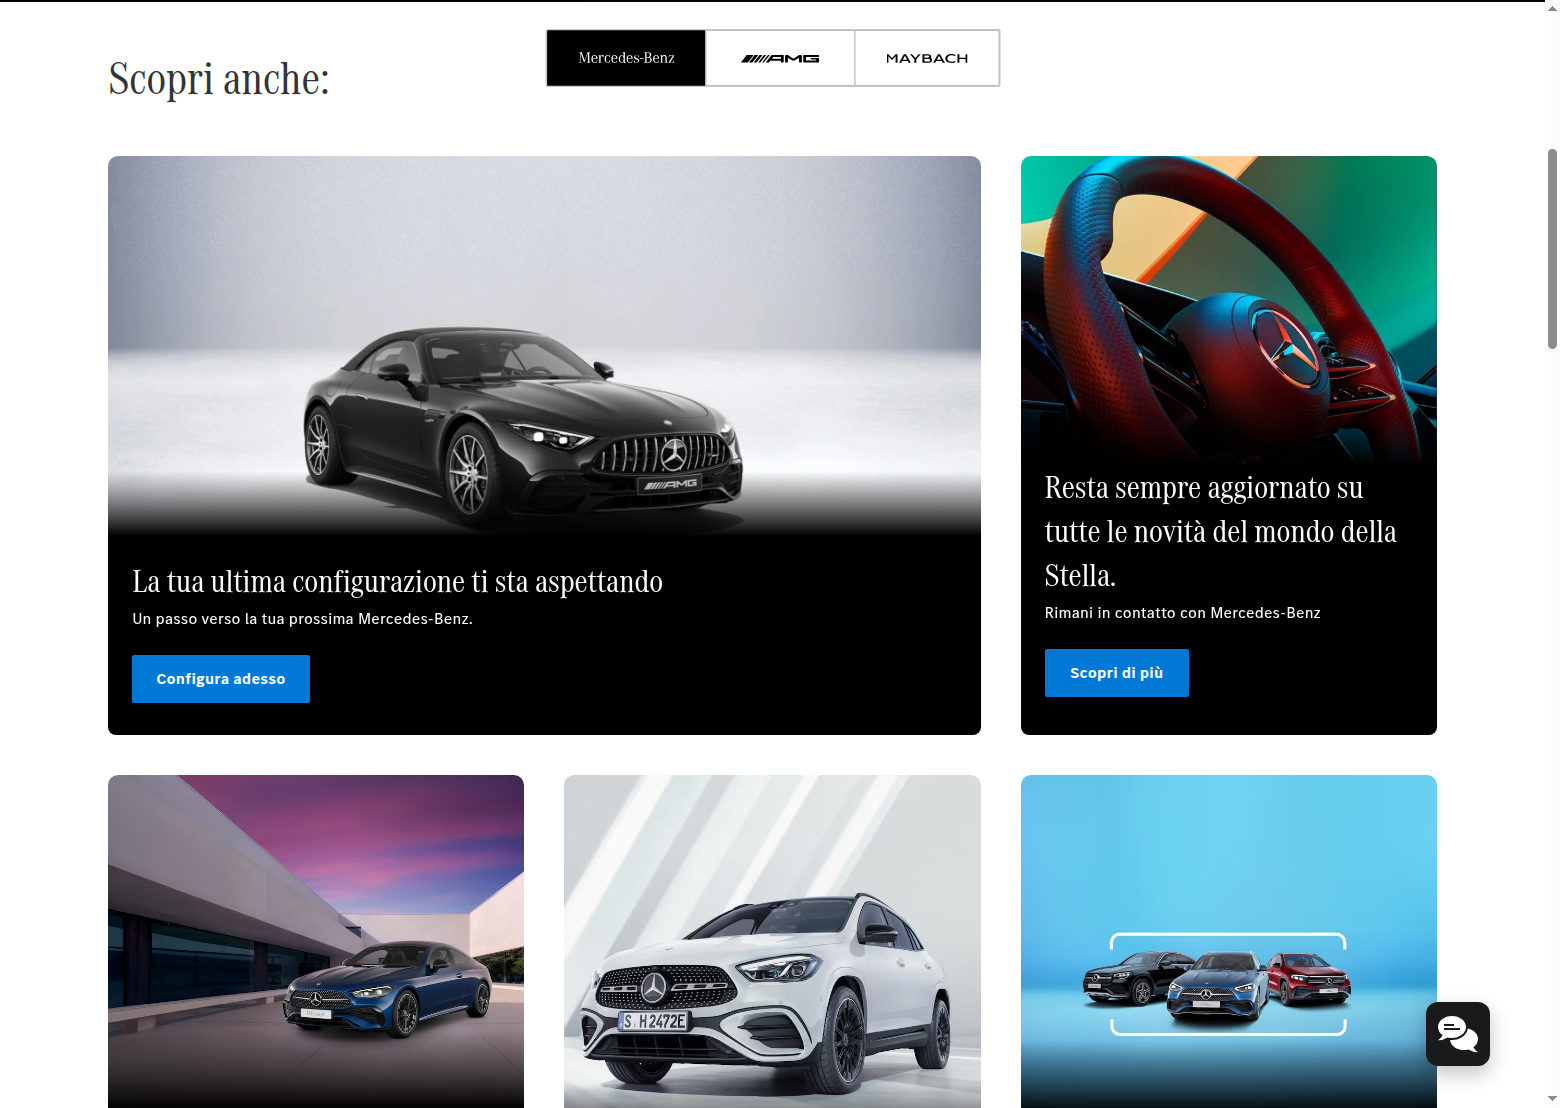 Scopri anche:
Mercedes-Benz
AMG
MAYBACH
La tua ultima configurazione ti sta aspettando
Un passo verso la tua prossima Mercedes-Benz.
Configura adesso
AMG
Resta sempre aggiornato su
tutte le novità del mondo della
Stella.
Rimani in contatto con Mercedes-Benz
Scopri di più
S H 2472E